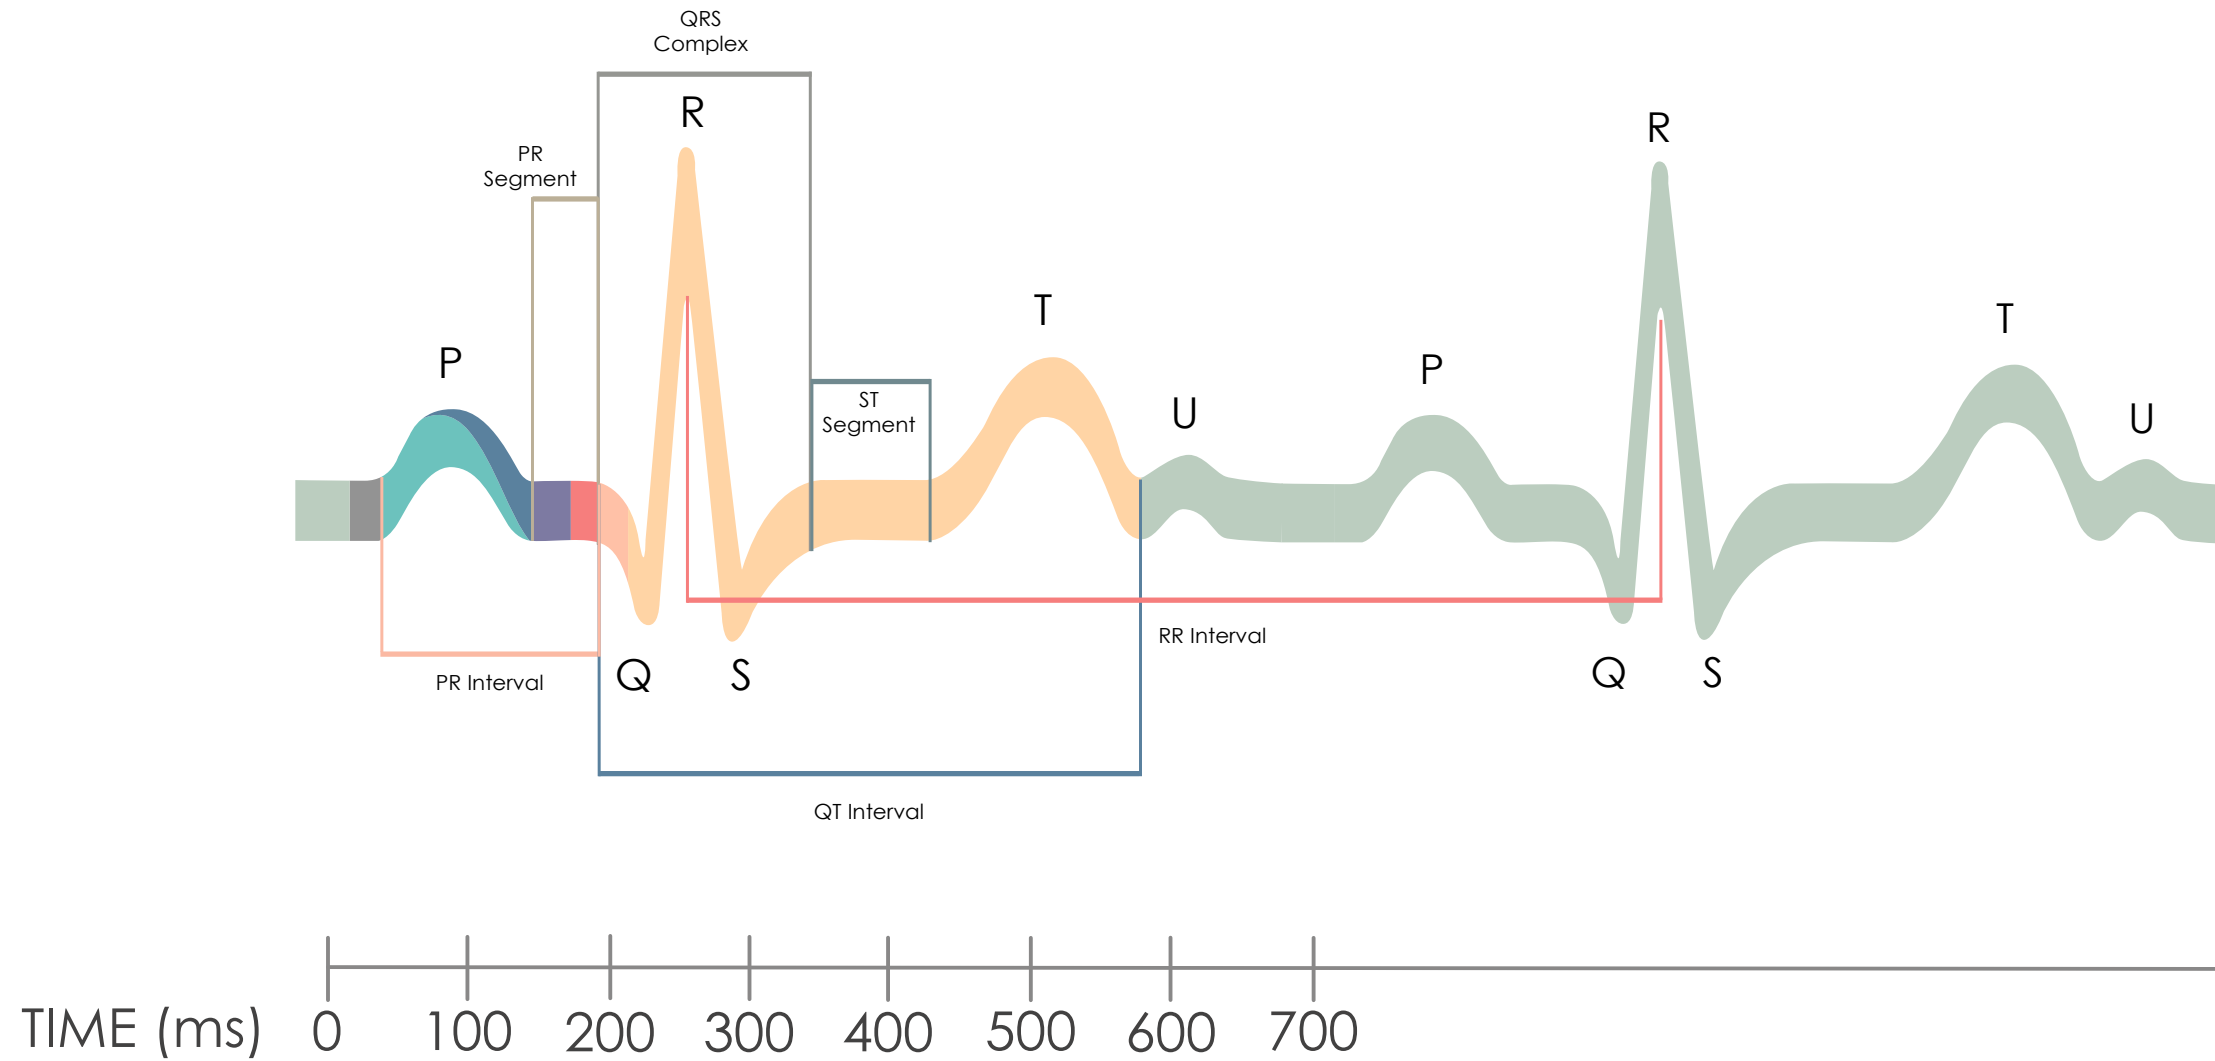 QRS
Complex
R
R
PR
Segment
T
T
P
P
ST
Segment
U
U
RR Interval
PR Interval
Q
S
Q
S
QT Interval
TIME (ms) 0 100 200 300 400 500 600 700